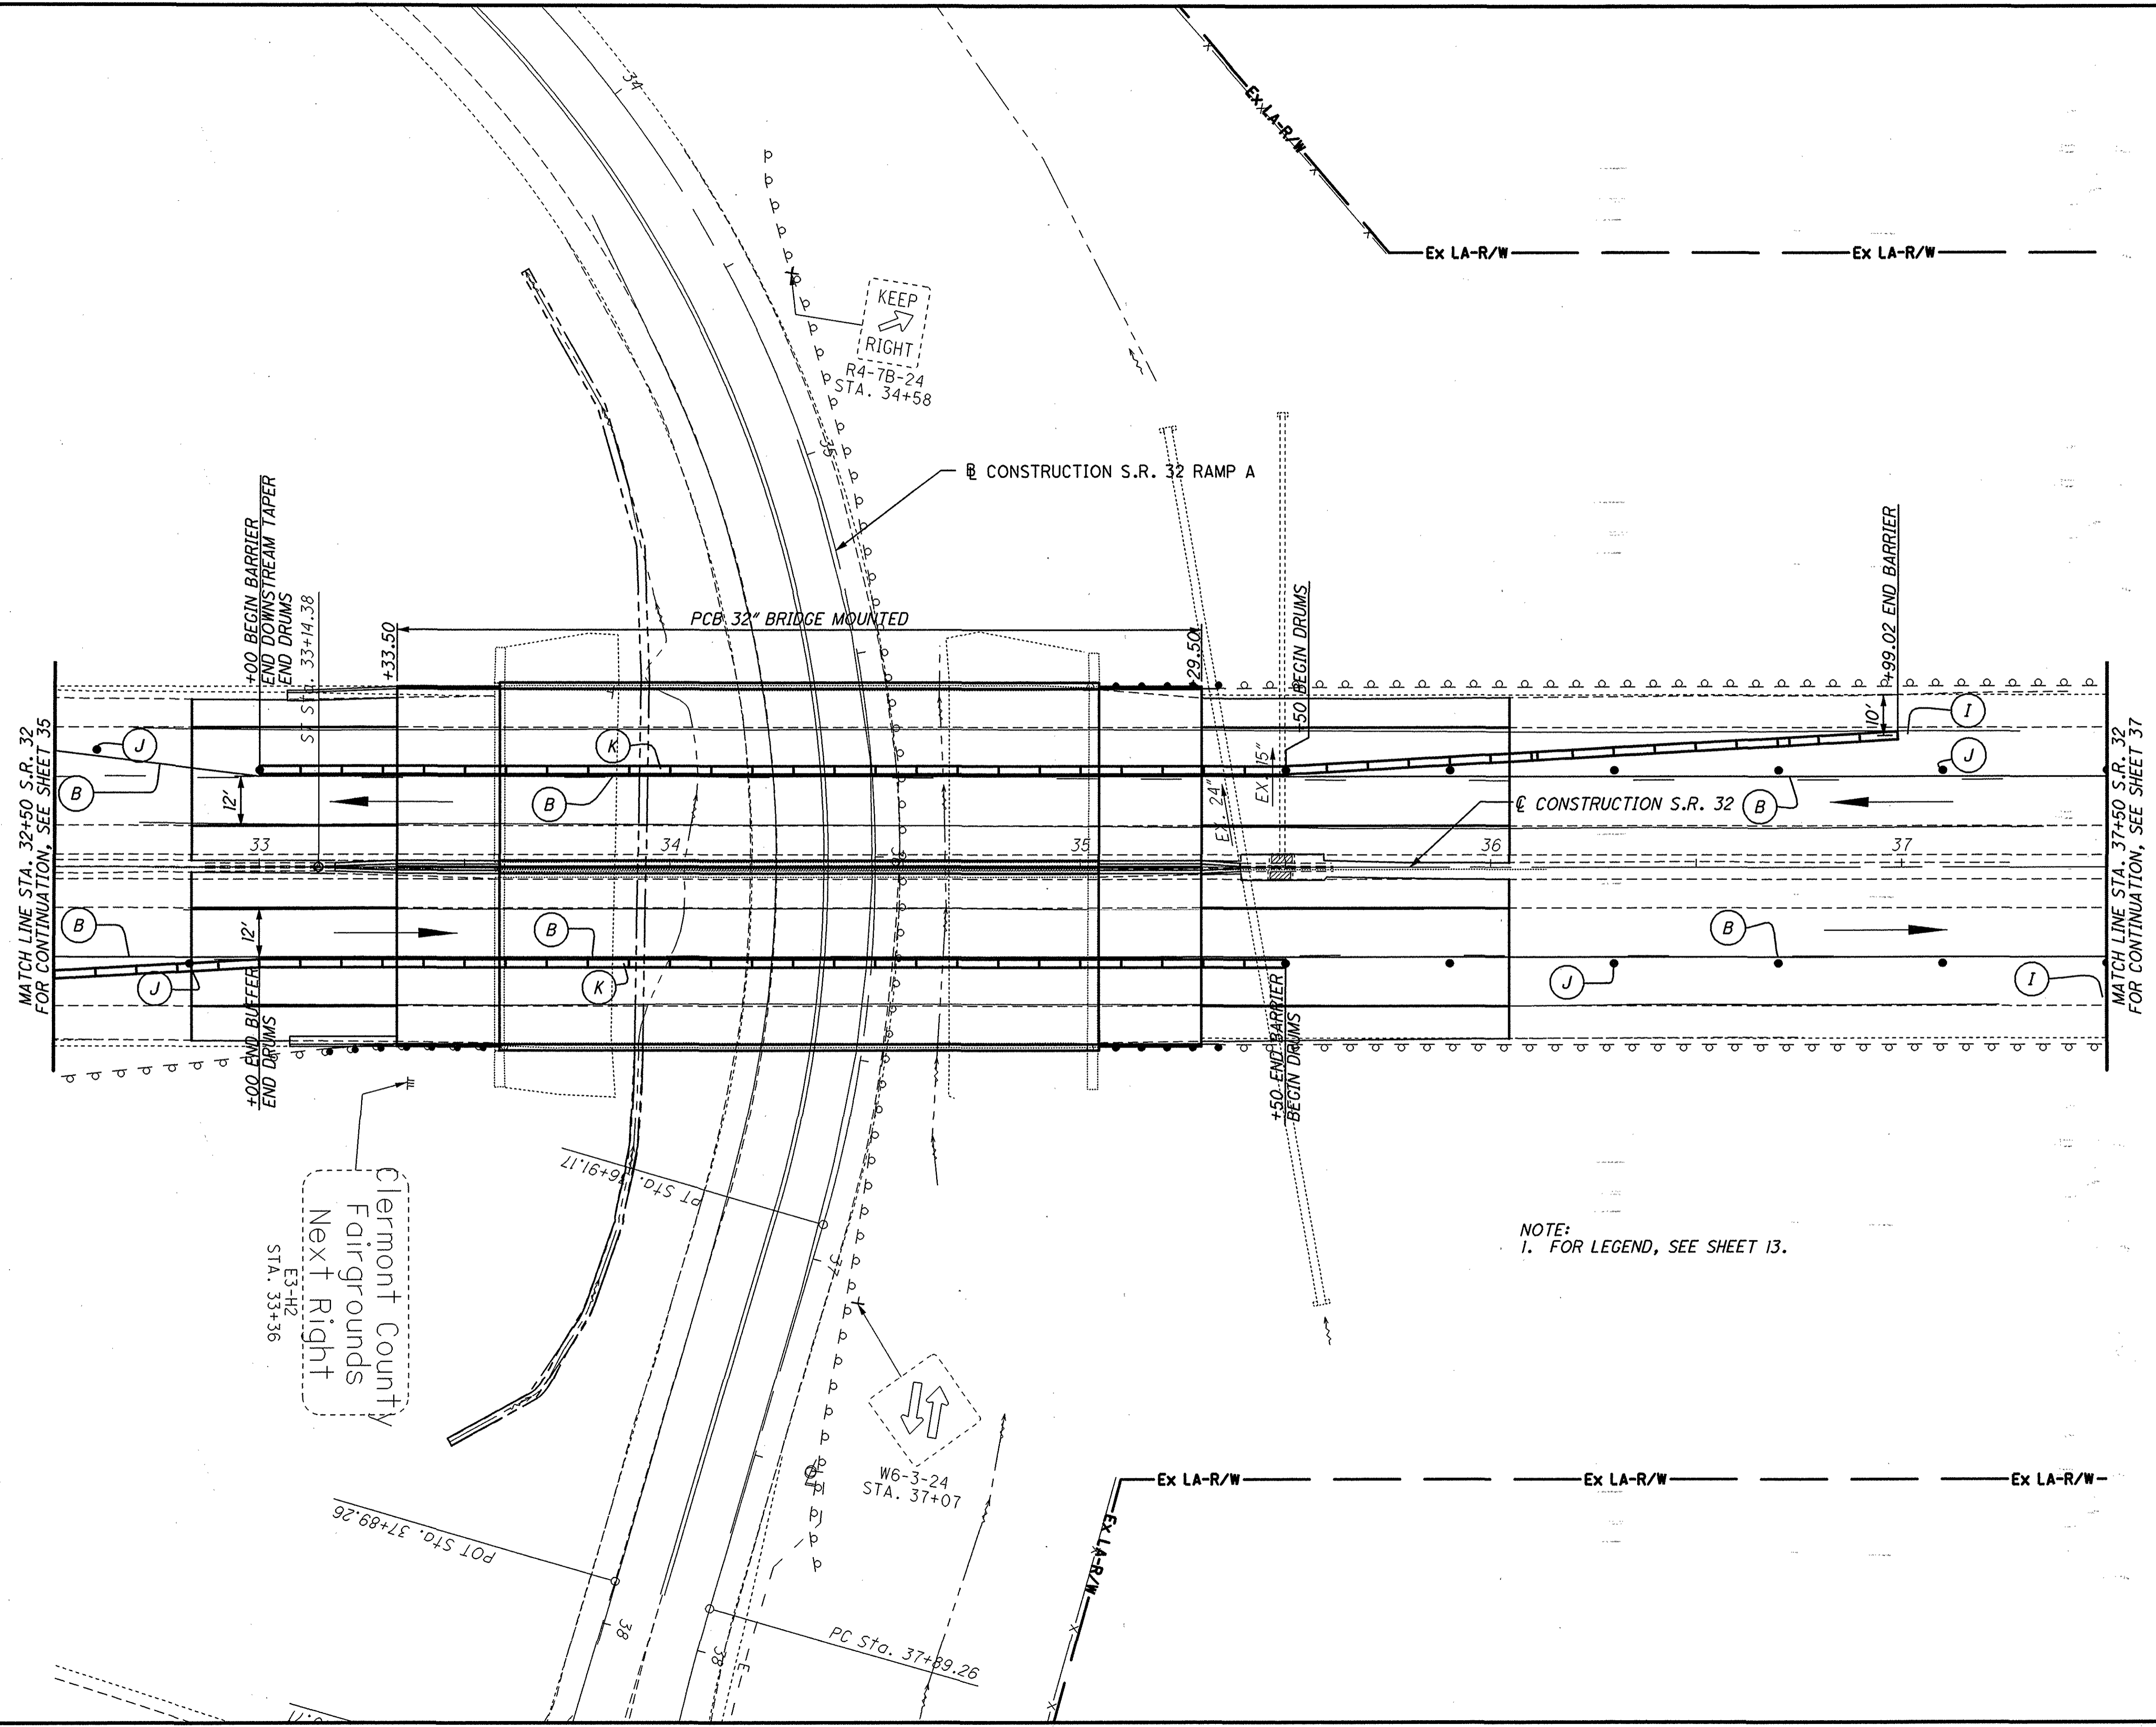 34
Ex LA-R/W
Ex LA-R/W
Ex LA-R/W
KEEP
RIGHT
R4-7B-24
STA. 34+58
35
℄ CONSTRUCTION S.R. 32 RAMP A
+00 BEGIN BARRIER
END DOWNSTREAM TAPER
END DRUMS
ST Sta. 33+14.38
+33.50
PCB 32" BRIDGE MOUNTED
+29.50
+50 BEGIN DRUMS
+99.02 END BARRIER
10'
I
MATCH LINE STA. 32+50 S.R. 32
FOR CONTINUATION, SEE SHEET 35
J
B
K
B
12'
EX. 24"
EX. 15"
J
B
℄ CONSTRUCTION S.R. 32
MATCH LINE STA. 37+50 S.R. 32
FOR CONTINUATION, SEE SHEET 37
33
34
35
36
37
36
B
12'
B
B
J
K
J
I
+00 END BUFFER
END DRUMS
+50 END BARRIER
BEGIN DRUMS
PT Sta. 36+91.17
37
Clermont County
Fairgrounds
Next Right
E3-H2
STA. 33+36
NOTE:
1. FOR LEGEND, SEE SHEET 13.
W6-3-24
STA. 37+07
Ex LA-R/W
Ex LA-R/W
Ex LA-R/W
Ex LA-R/W
POT Sta. 37+89.26
38
38
E
PC Sta. 37+89.26